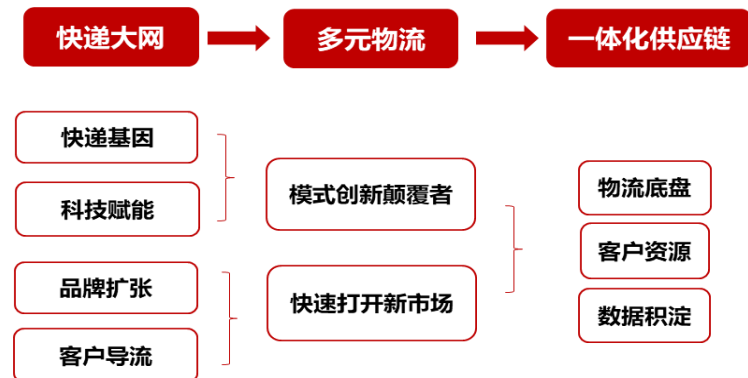 快递大网
多元物流
一体化供应链
快递基因
科技赋能
品牌扩张
客户导流
模式创新颠覆者
快速打开新市场
物流底盘
客户资源
数据积淀